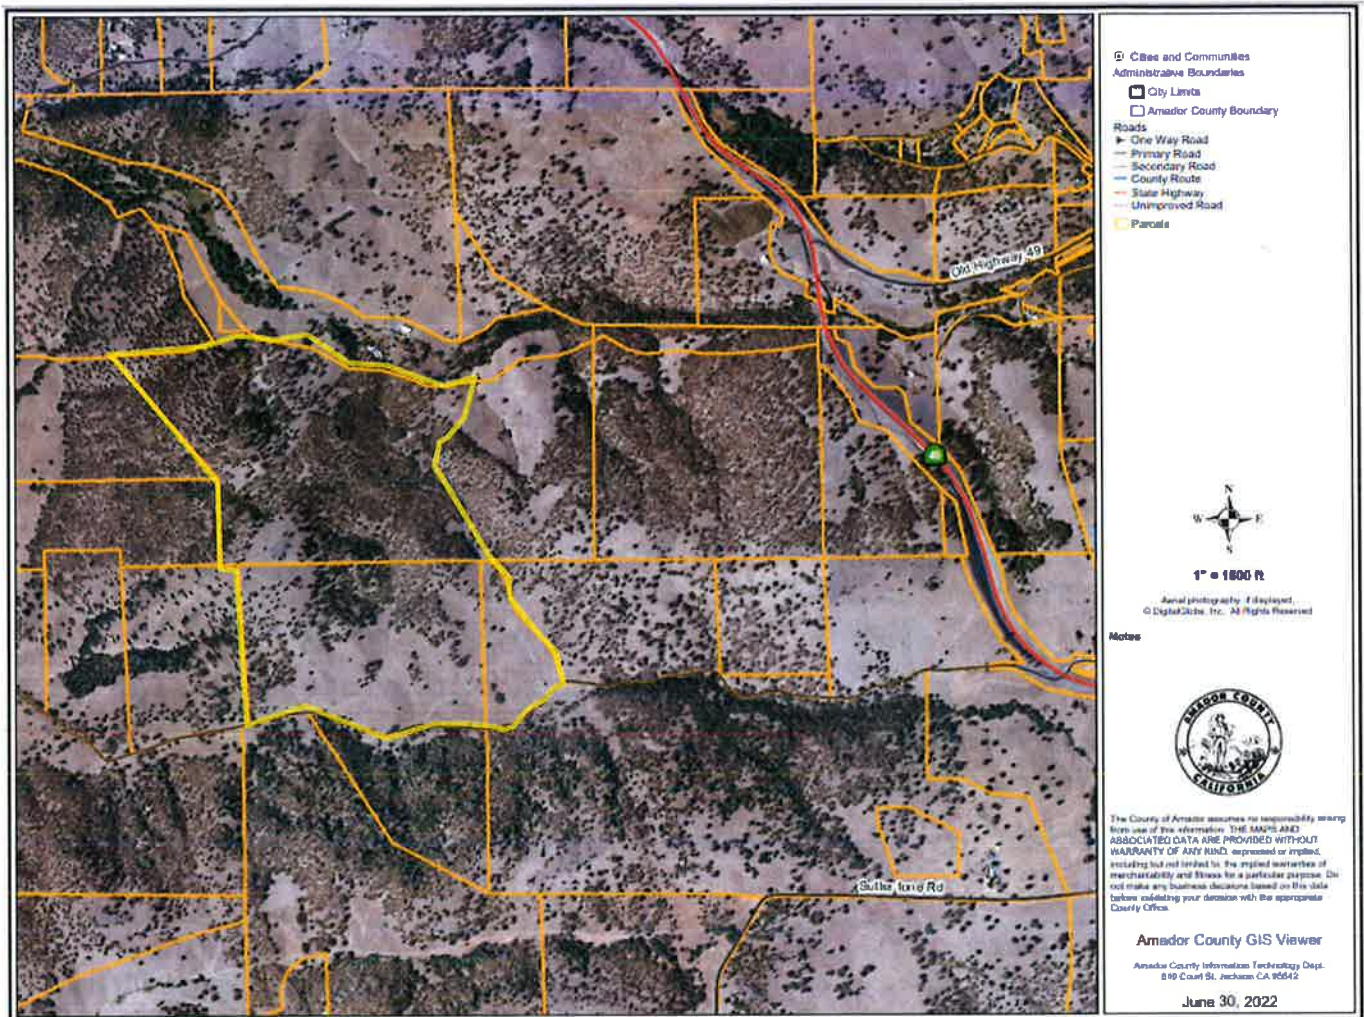 Old Highway 49
49
Cities and Communities
Administrative Boundaries
City Limits
Amador County Boundary
Roads
One Way Road
Primary Road
Secondary Road
County Route
State Highway
Unimproved Road
Parcels
N
W E
S
1" = 1600 ft
Aerial photography, if displayed,
© DigitalGlobe, Inc. All Rights Reserved
Notes
AMADOR COUNTY
CALIFORNIA
The County of Amador assumes no responsibility arising
from use of this information. THE MAPS AND
ASSOCIATED DATA ARE PROVIDED WITHOUT
WARRANTY OF ANY KIND, expressed or implied,
including but not limited to, the implied warranties of
merchantability and fitness for a particular purpose. Do
not make any business decisions based on this data
before validating your decision with the appropriate
County Office.
Rd
Amador County GIS Viewer
Amador County Information Technology Dept.
810 Court St. Jackson CA 95642
June 30, 2022